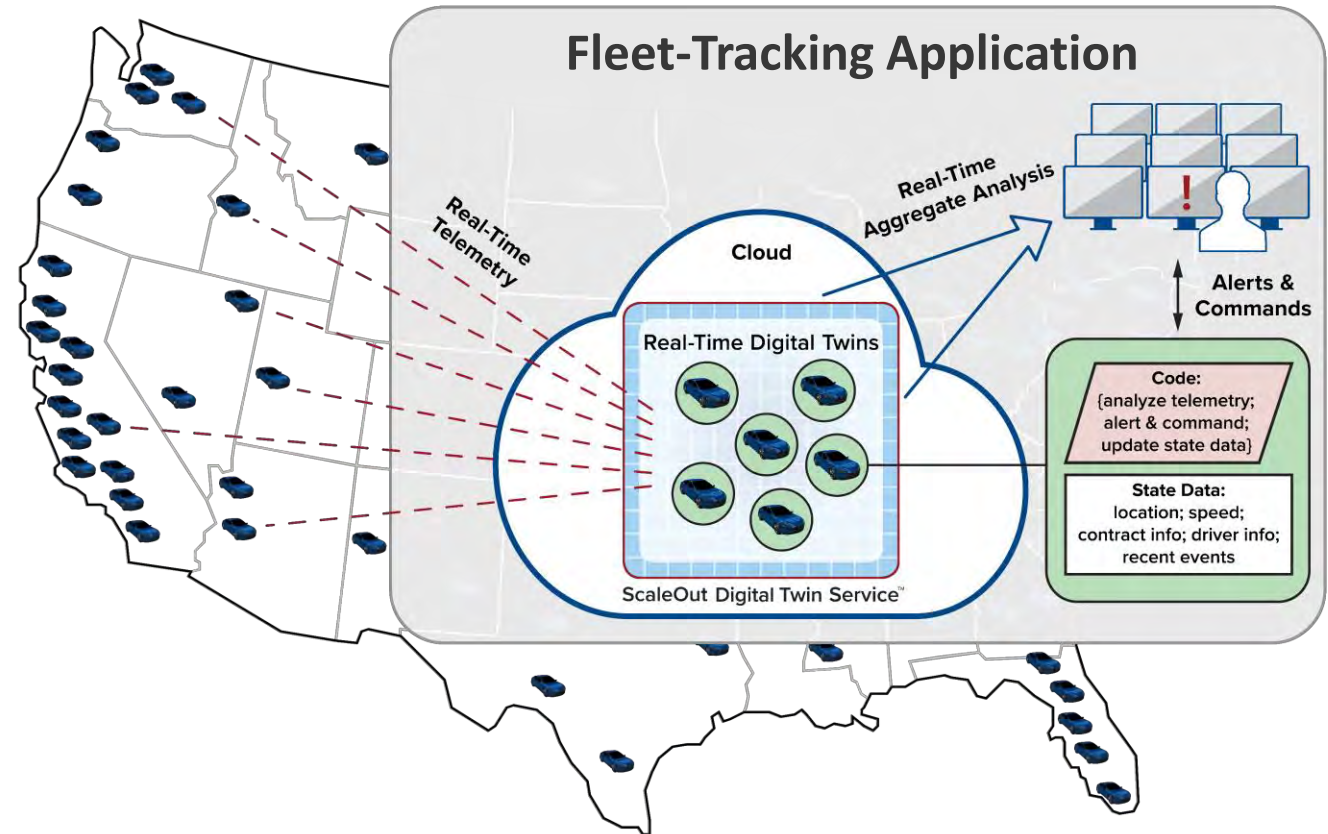 Fleet-Tracking Application
Real-Time
Telemetry
Real-Time
Aggregate Analysis
!
Cloud
Alerts &
Commands
Real-Time Digital Twins
Code:
{analyze telemetry;
alert & command;
update state data}
State Data:
location; speed;
contract info; driver info;
recent events
ScaleOut Digital Twin Service™